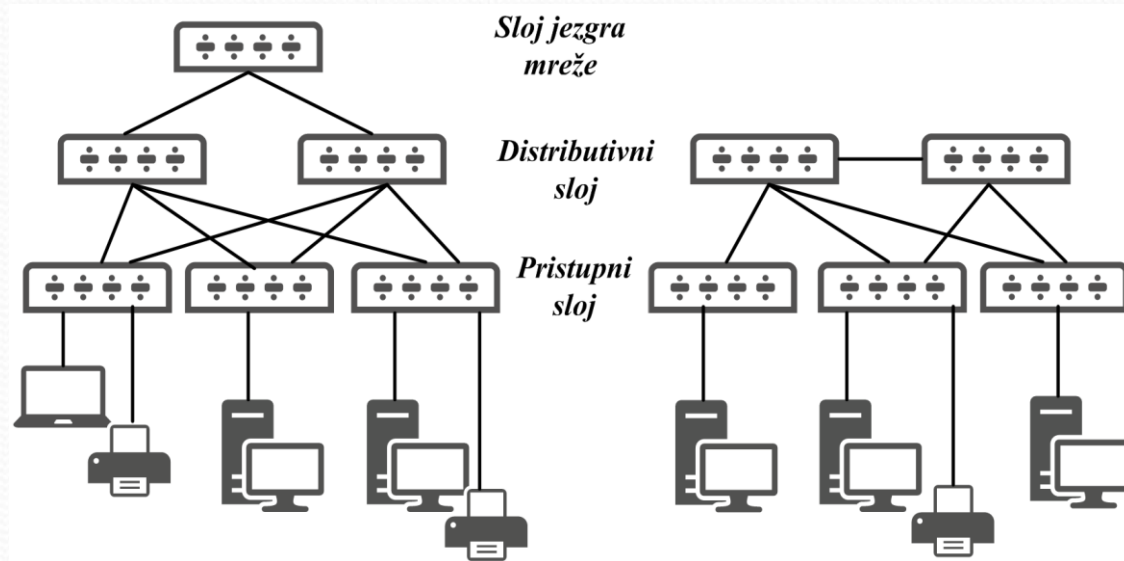 Sloj jezgra
mreže
Distributivni
sloj
Pristupni
sloj